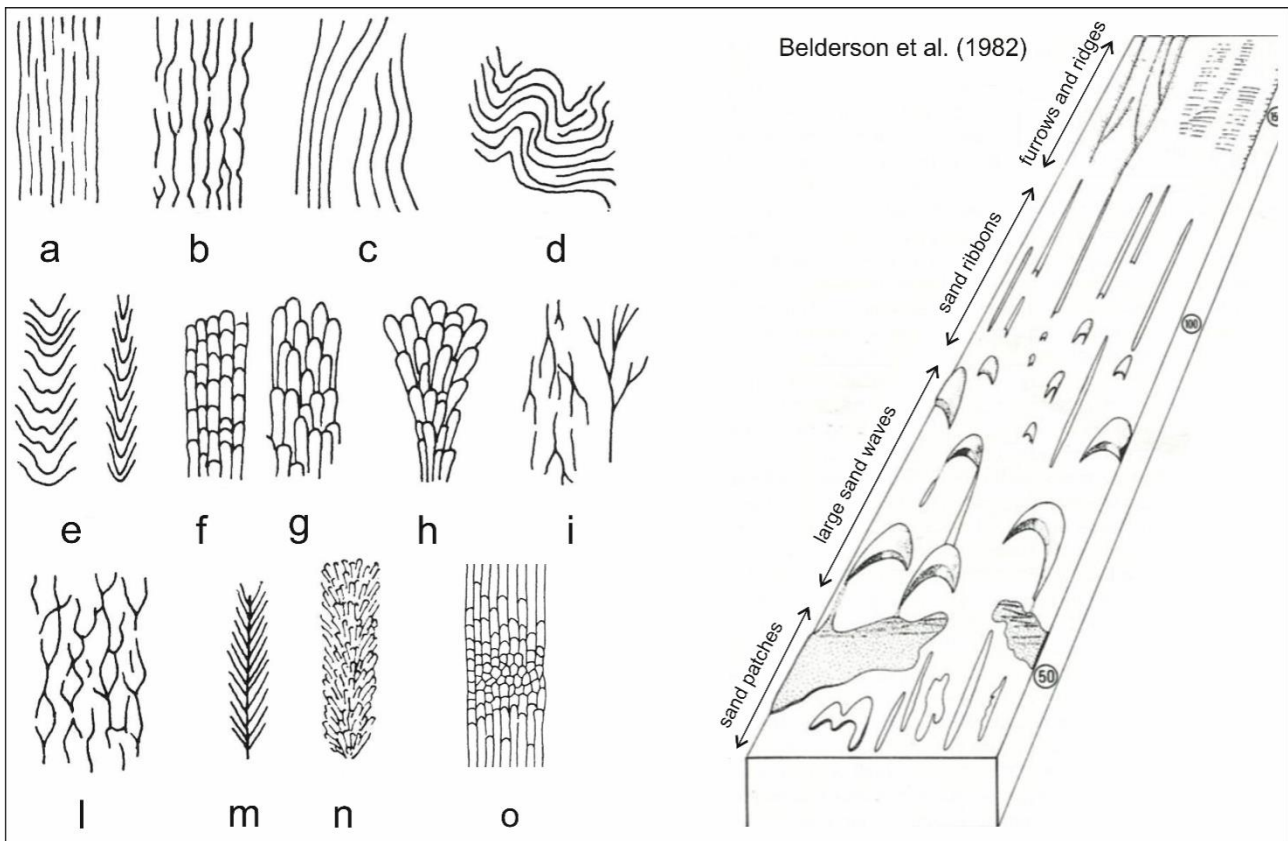 a b c d
e f g h i
l m n o
Belderson et al. (1982)
furrows and ridges
sand ribbons
large sand waves
sand patches
100
50